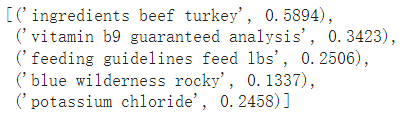 [('ingredients beef turkey', 0.5894),
('vitamin b9 guaranteed analysis', 0.3423),
('feeding guidelines feed lbs', 0.2506),
('blue wilderness rocky', 0.1337),
('potassium chloride', 0.2458)]